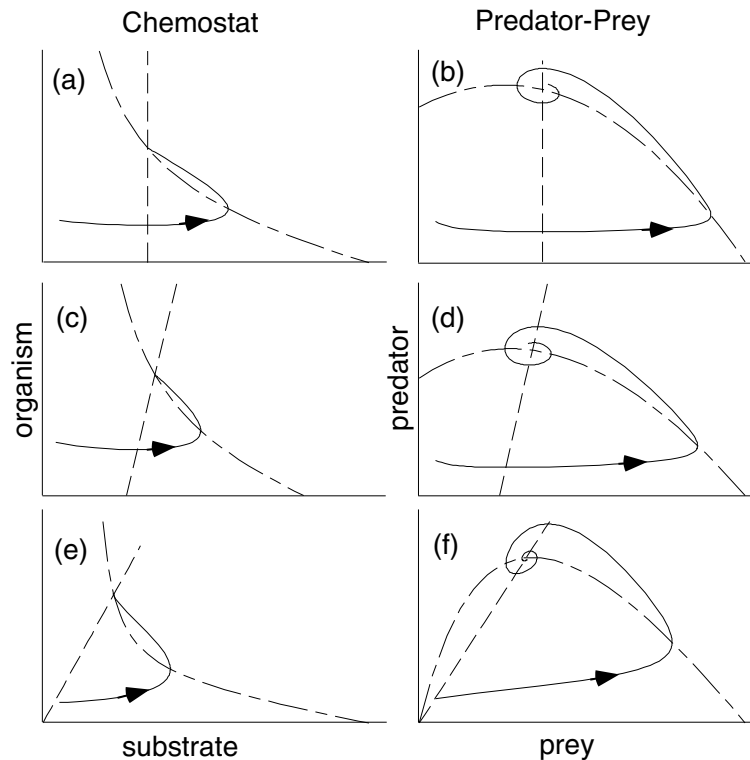 Chemostat
Predator-Prey
(a)
(b)
(c)
(d)
organism
predator
(e)
(f)
substrate
prey